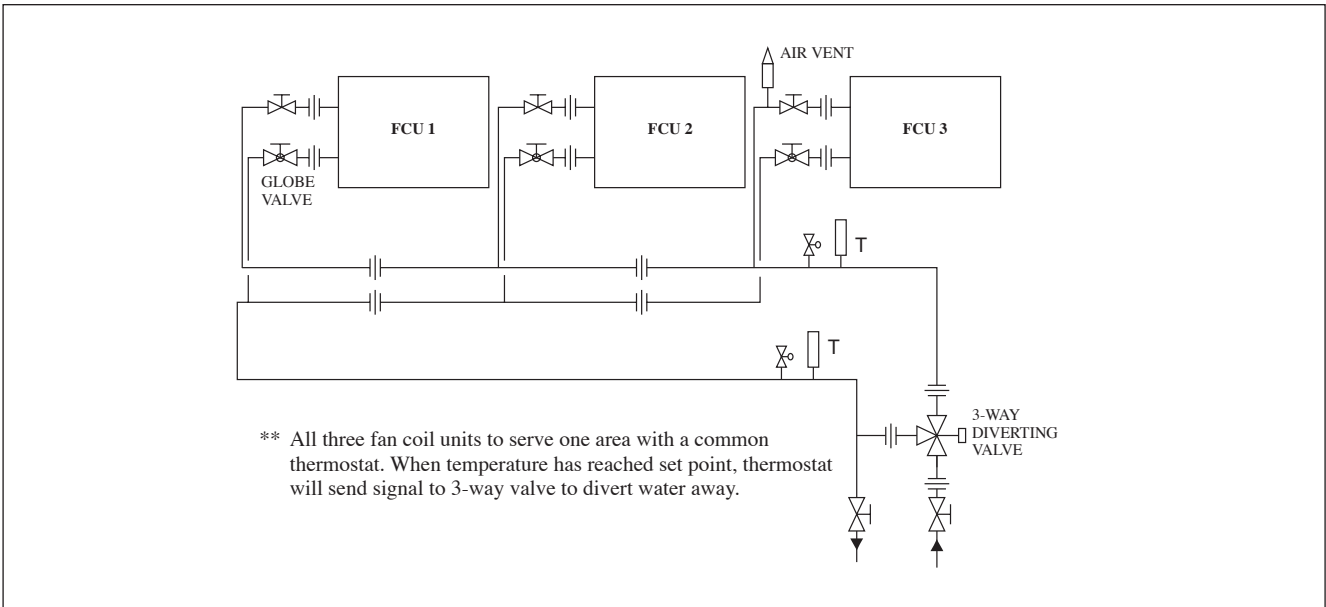 AIR VENT
FCU 1
FCU 2
FCU 3
GLOBE
VALVE
T
T
3-WAY
DIVERTING
VALVE
** All three fan coil units to serve one area with a common
thermostat. When temperature has reached set point, thermostat
will send signal to 3-way valve to divert water away.